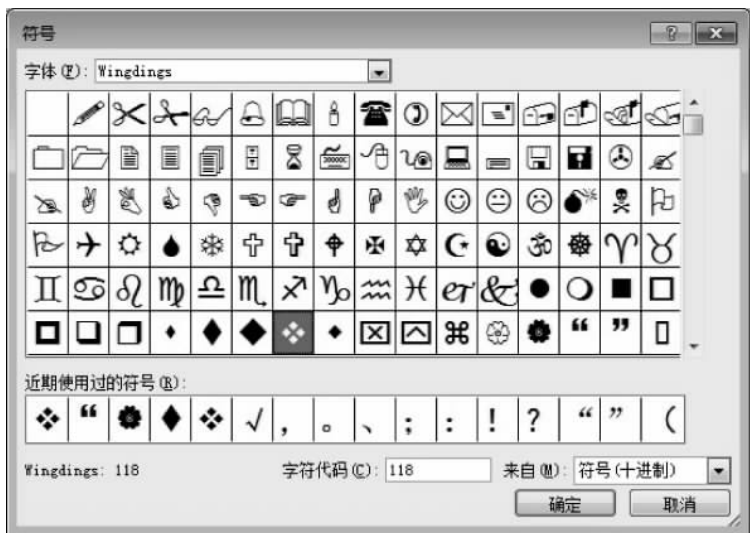 符号
字体(F): Wingdings
近期使用过的符号(R):
√ , 。 、 ; : ! ? “ ” (
Wingdings: 118 字符代码(C): 118 来自(M): 符号(十进制)
确定 取消